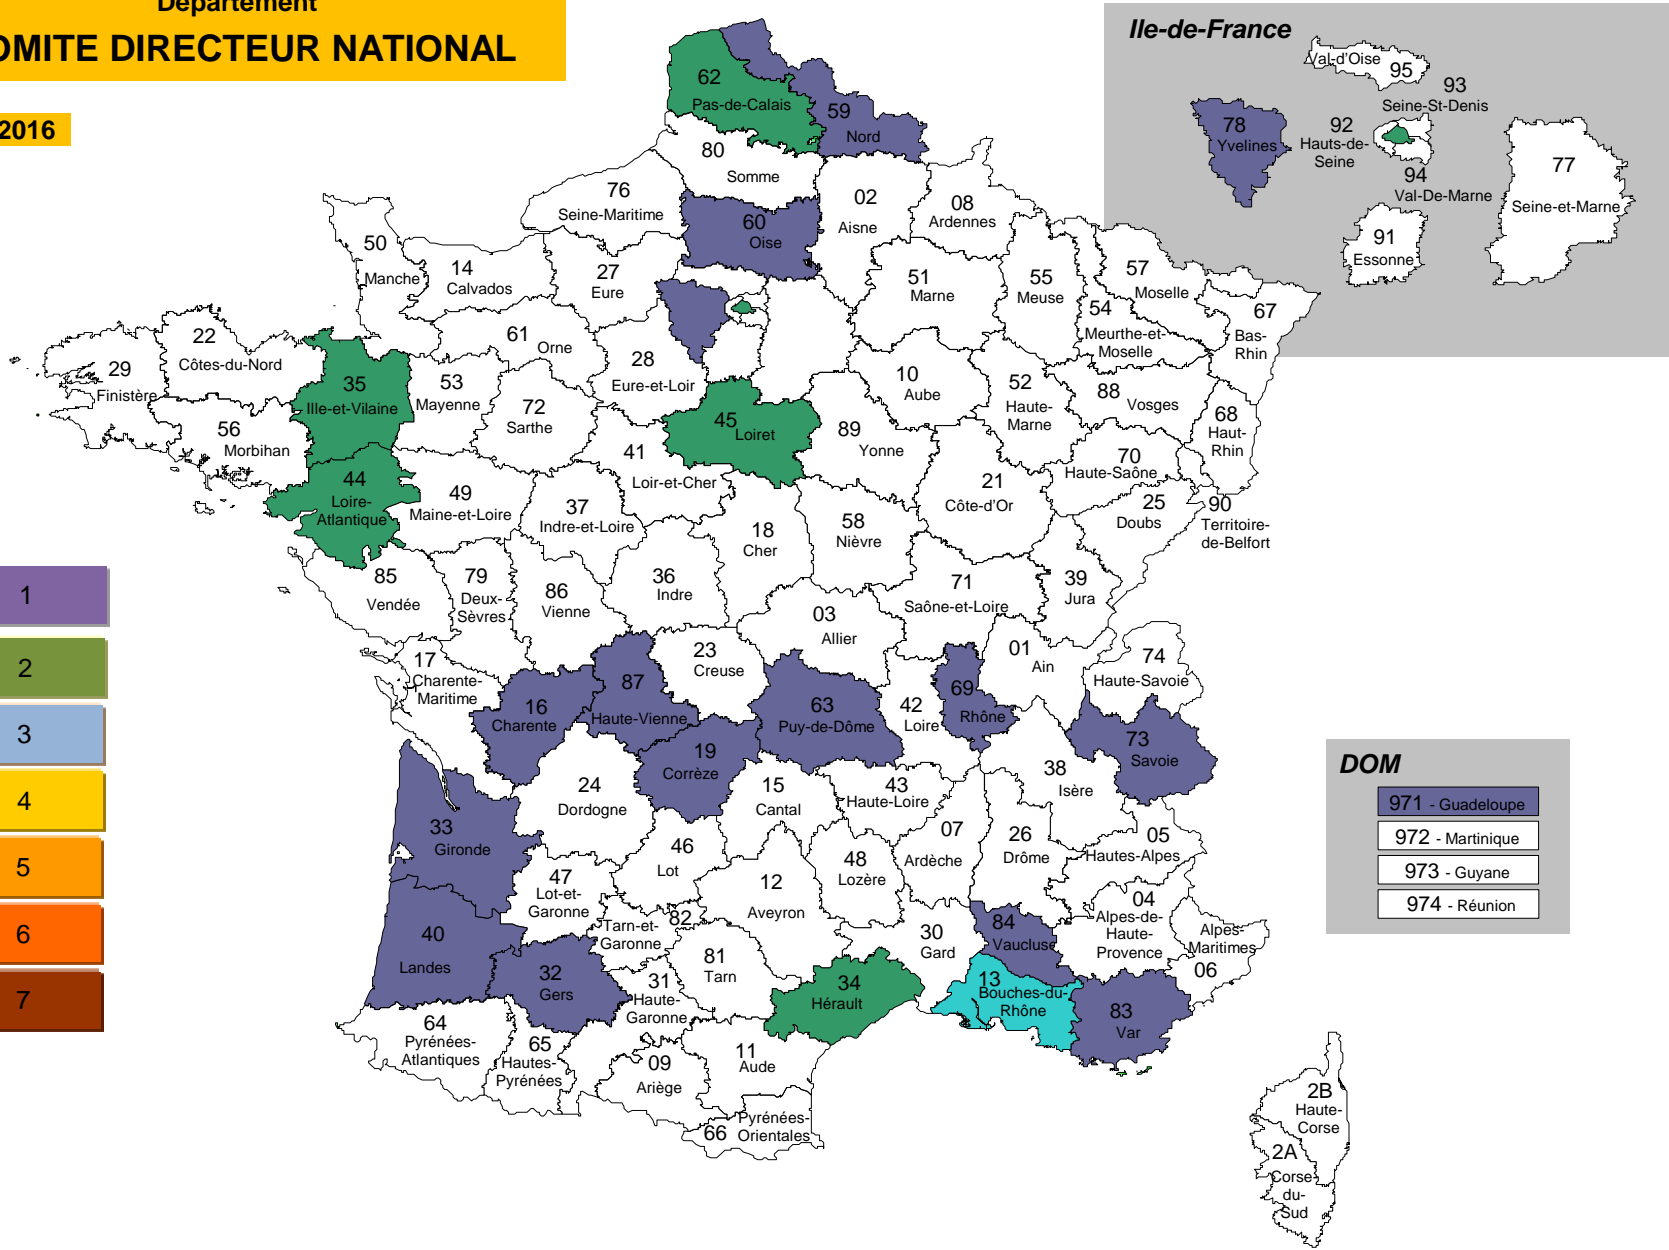 Département
OMITE DIRECTEUR NATIONAL
2016
Ile-de-France
Val-d'Oise 95
93
Seine-St-Denis
78
Yvelines
92
Hauts-de-
Seine
94
Val-De-Marne
77
Seine-et-Marne
91
Essonne
62
Pas-de-Calais
59
Nord
80
Somme
76
Seine-Maritime
02
Aisne
08
Ardennes
60
Oise
50
Manche
14
Calvados
27
Eure
51
Marne
55
Meuse
57
Moselle
54
Meurthe-et-
Moselle
67
Bas-
Rhin
22
Côtes-du-Nord
29
Finistère
61 Orne
28
Eure-et-Loir
35
Ille-et-Vilaine
53
Mayenne
72
Sarthe
10
Aube
52
Haute-
Marne
88 Vosges
68
Haut-
Rhin
56
Morbihan
45 Loiret
89
Yonne
41
Loir-et-Cher
70
Haute-Saône
44
Loire-
Atlantique
49
Maine-et-Loire
37
Indre-et-Loire
18
Cher
58
Nièvre
21
Côte-d'Or
25
Doubs
90
Territoire-
de-Belfort
85
Vendée
79
Deux-
Sèvres
86
Vienne
36
Indre
71
Saône-et-Loire
39
Jura
03
Allier
23
Creuse
01
Ain
74
Haute-Savoie
17
Charente-
Maritime
16
Charente
87
Haute-Vienne
63
Puy-de-Dôme
42
Loire
69
Rhône
73
Savoie
19
Corrèze
24
Dordogne
15
Cantal
43
Haute-Loire
38
Isère
33
Gironde
46
Lot
48
Lozère
07
Ardèche
26
Drôme
05
Hautes-Alpes
47
Lot-et-
Garonne
12
Aveyron
04
Alpes-de-
Haute-
Provence
Alpes-
Maritimes
06
40
Landes
82
Tarn-et-
Garonne
32
Gers
31
Haute-
Garonne
81
Tarn
30
Gard
84
Vaucluse
34
Hérault
13
Bouches-du-
Rhône
83
Var
64
Pyrénées-
Atlantiques
65
Hautes-
Pyrénées
09
Ariège
11
Aude
66
Pyrénées-
Orientales
2B
Haute-
Corse
2A
Corse-
du-
Sud
1
2
3
4
5
6
7
DOM
971 - Guadeloupe
972 - Martinique
973 - Guyane
974 - Réunion